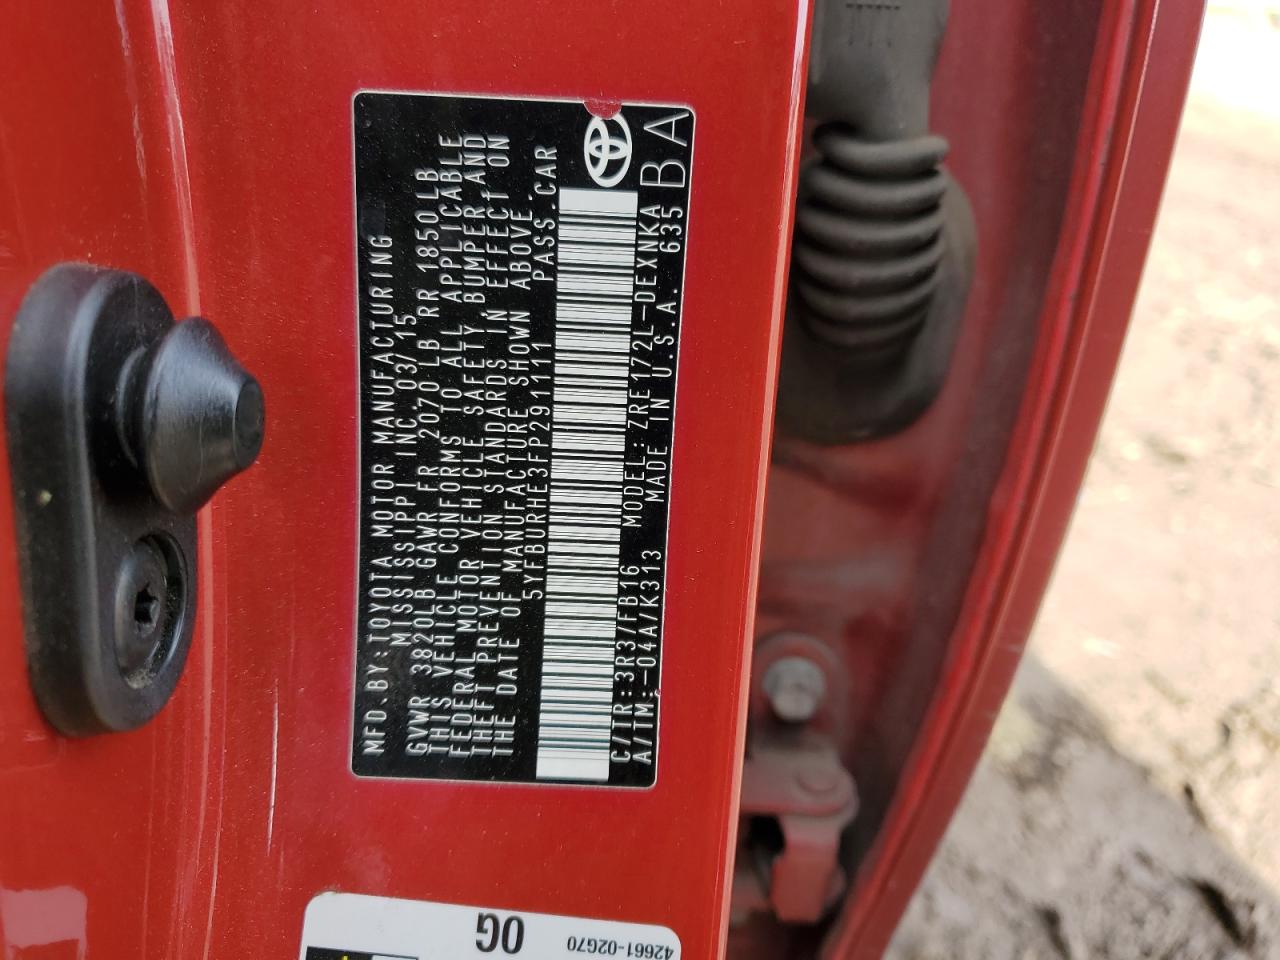 MFD.BY:TOYOTA MOTOR MANUFACTURING
MISSISSIPPI INC.03/15
GVWR 3820LB GAWR FR 2070 LB RR 1850LB
THIS VEHICLE CONFORMS TO ALL APPLICABLE
FEDERAL MOTOR VEHICLE SAFETY,BUMPER,AND
THEFT PREVENTION STANDARDS IN EFFECT ON
THE DATE OF MANUFACTURE SHOWN ABOVE.
5YFBURHE3FP291111 PASS.CAR
C/TR:3R3/FB16 MODEL:ZRE172L-DEXNKA
A/TM:-04A/K313 MADE IN U.S.A. 635 BA
0G
42661-02G70